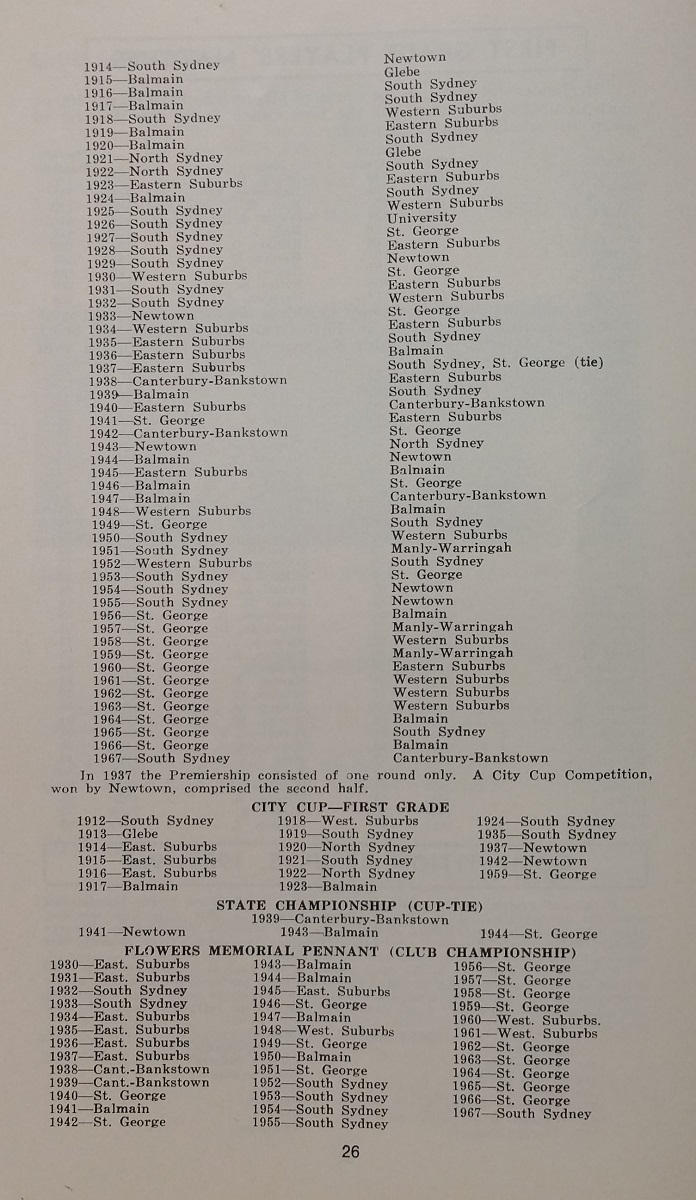 1914—South Sydney Newtown
1915—Balmain Glebe
1916—Balmain South Sydney
1917—Balmain South Sydney
1918—South Sydney Western Suburbs
1919—Balmain Eastern Suburbs
1920—Balmain South Sydney
1921—North Sydney Glebe
1922—North Sydney South Sydney
1923—Eastern Suburbs Eastern Suburbs
1924—Balmain South Sydney
1925—South Sydney Western Suburbs
1926—South Sydney University
1927—South Sydney St. George
1928—South Sydney Eastern Suburbs
1929—South Sydney Newtown
1930—Western Suburbs St. George
1931—South Sydney Eastern Suburbs
1932—South Sydney Western Suburbs
1933—Newtown St. George
1934—Western Suburbs Eastern Suburbs
1935—Eastern Suburbs South Sydney
1936—Eastern Suburbs Balmain
1937—Eastern Suburbs South Sydney, St. George (tie)
1938—Canterbury-Bankstown Eastern Suburbs
1939—Balmain South Sydney
1940—Eastern Suburbs Canterbury-Bankstown
1941—St. George Eastern Suburbs
1942—Canterbury-Bankstown St. George
1943—Newtown North Sydney
1944—Balmain Newtown
1945—Eastern Suburbs Balmain
1946—Balmain St. George
1947—Balmain Canterbury-Bankstown
1948—Western Suburbs Balmain
1949—St. George South Sydney
1950—South Sydney Western Suburbs
1951—South Sydney Manly-Warringah
1952—Western Suburbs South Sydney
1953—South Sydney St. George
1954—South Sydney Newtown
1955—South Sydney Newtown
1956—St. George Balmain
1957—St. George Manly-Warringah
1958—St. George Western Suburbs
1959—St. George Manly-Warringah
1960—St. George Eastern Suburbs
1961—St. George Western Suburbs
1962—St. George Western Suburbs
1963—St. George Western Suburbs
1964—St. George Balmain
1965—St. George South Sydney
1966—St. George Balmain
1967—South Sydney Canterbury-Bankstown
In 1937 the Premiership consisted of one round only. A City Cup Competition,
won by Newtown, comprised the second half.
CITY CUP—FIRST GRADE
1912—South Sydney 1918—West. Suburbs 1924—South Sydney
1913—Glebe 1919—South Sydney 1935—South Sydney
1914—East. Suburbs 1920—North Sydney 1937—Newtown
1915—East. Suburbs 1921—South Sydney 1942—Newtown
1916—East. Suburbs 1922—North Sydney 1959—St. George
1917—Balmain 1923—Balmain
STATE CHAMPIONSHIP (CUP-TIE)
1939—Canterbury-Bankstown
1941—Newtown 1943—Balmain 1944—St. George
FLOWERS MEMORIAL PENNANT (CLUB CHAMPIONSHIP)
1930—East. Suburbs 1943—Balmain 1956—St. George
1931—East. Suburbs 1944—Balmain 1957—St. George
1932—South Sydney 1945—East. Suburbs 1958—St. George
1933—South Sydney 1946—St. George 1959—St. George
1934—East. Suburbs 1947—Balmain 1960—West. Suburbs.
1935—East. Suburbs 1948—West. Suburbs 1961—West. Suburbs
1936—East. Suburbs 1949—St. George 1962—St. George
1937—East. Suburbs 1950—Balmain 1963—St. George
1938—Cant.-Bankstown 1951—St. George 1964—St. George
1939—Cant.-Bankstown 1952—South Sydney 1965—St. George
1940—St. George 1953—South Sydney 1966—St. George
1941—Balmain 1954—South Sydney 1967—South Sydney
1942—St. George 1955—South Sydney
26